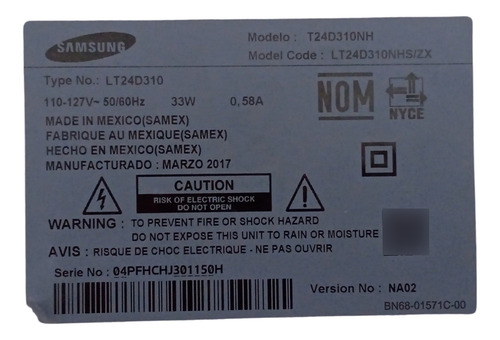 SAMSUNG
Modelo : T24D310NH
Model Code : LT24D310NHS/ZX
Type No.: LT24D310
110-127V~ 50/60Hz 33W 0,58A
NOM
NYCE
MADE IN MEXICO(SAMEX)
FABRIQUE AU MEXIQUE(SAMEX)
HECHO EN MEXICO(SAMEX)
MANUFACTURADO : MARZO 2017
CAUTION
RISK OF ELECTRIC SHOCK
DO NOT OPEN
WARNING : TO PREVENT FIRE OR SHOCK HAZARD
DO NOT EXPOSE THIS UNIT TO RAIN OR MOISTURE
AVIS : RISQUE DE CHOC ELECTRIQUE - NE PAS OUVRIR
Serie No : 04PFHCHJ301150H
Version No : NA02
BN68-01571C-00